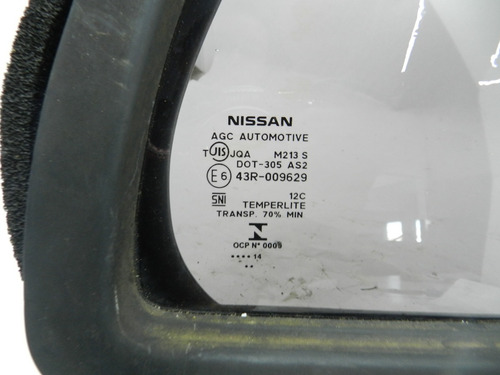 NISSAN
AGC AUTOMOTIVE
T JIS JQA M213 S
DOT-305 AS2
E6 43R-009629
SNI 12C
TEMPERLITE
TRANSP. 70% MIN
N
OCP Nº 0009
•••• 14
••